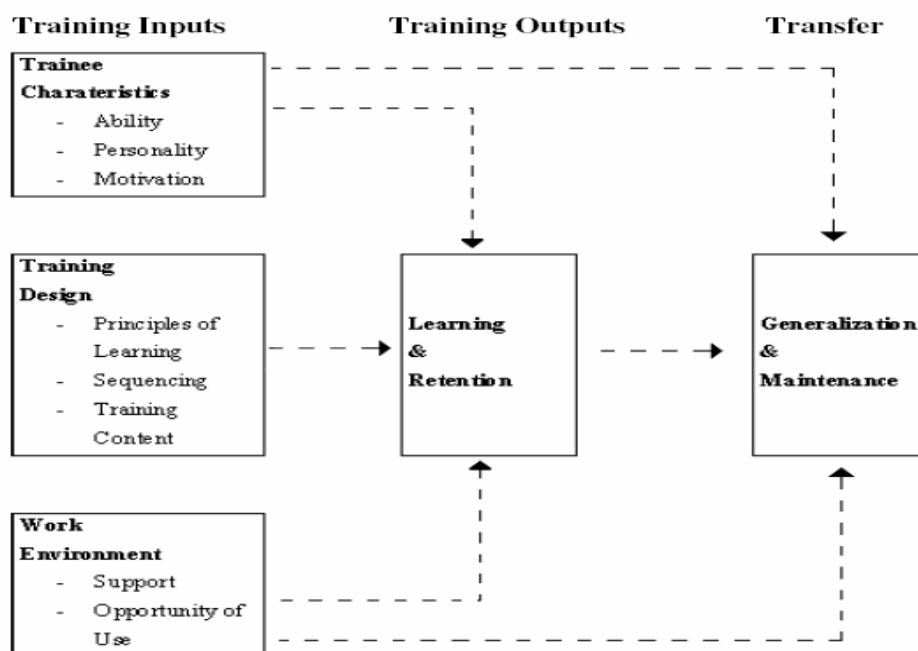 Training Inputs
Training Outputs
Transfer
Trainee
Charateristics
- Ability
- Personality
- Motivation
Training
Design
- Principles of
Learning
- Sequencing
- Training
Content
Learning
&
Retention
Generalization
&
Maintenance
Work
Environment
- Support
- Opportunity of
Use